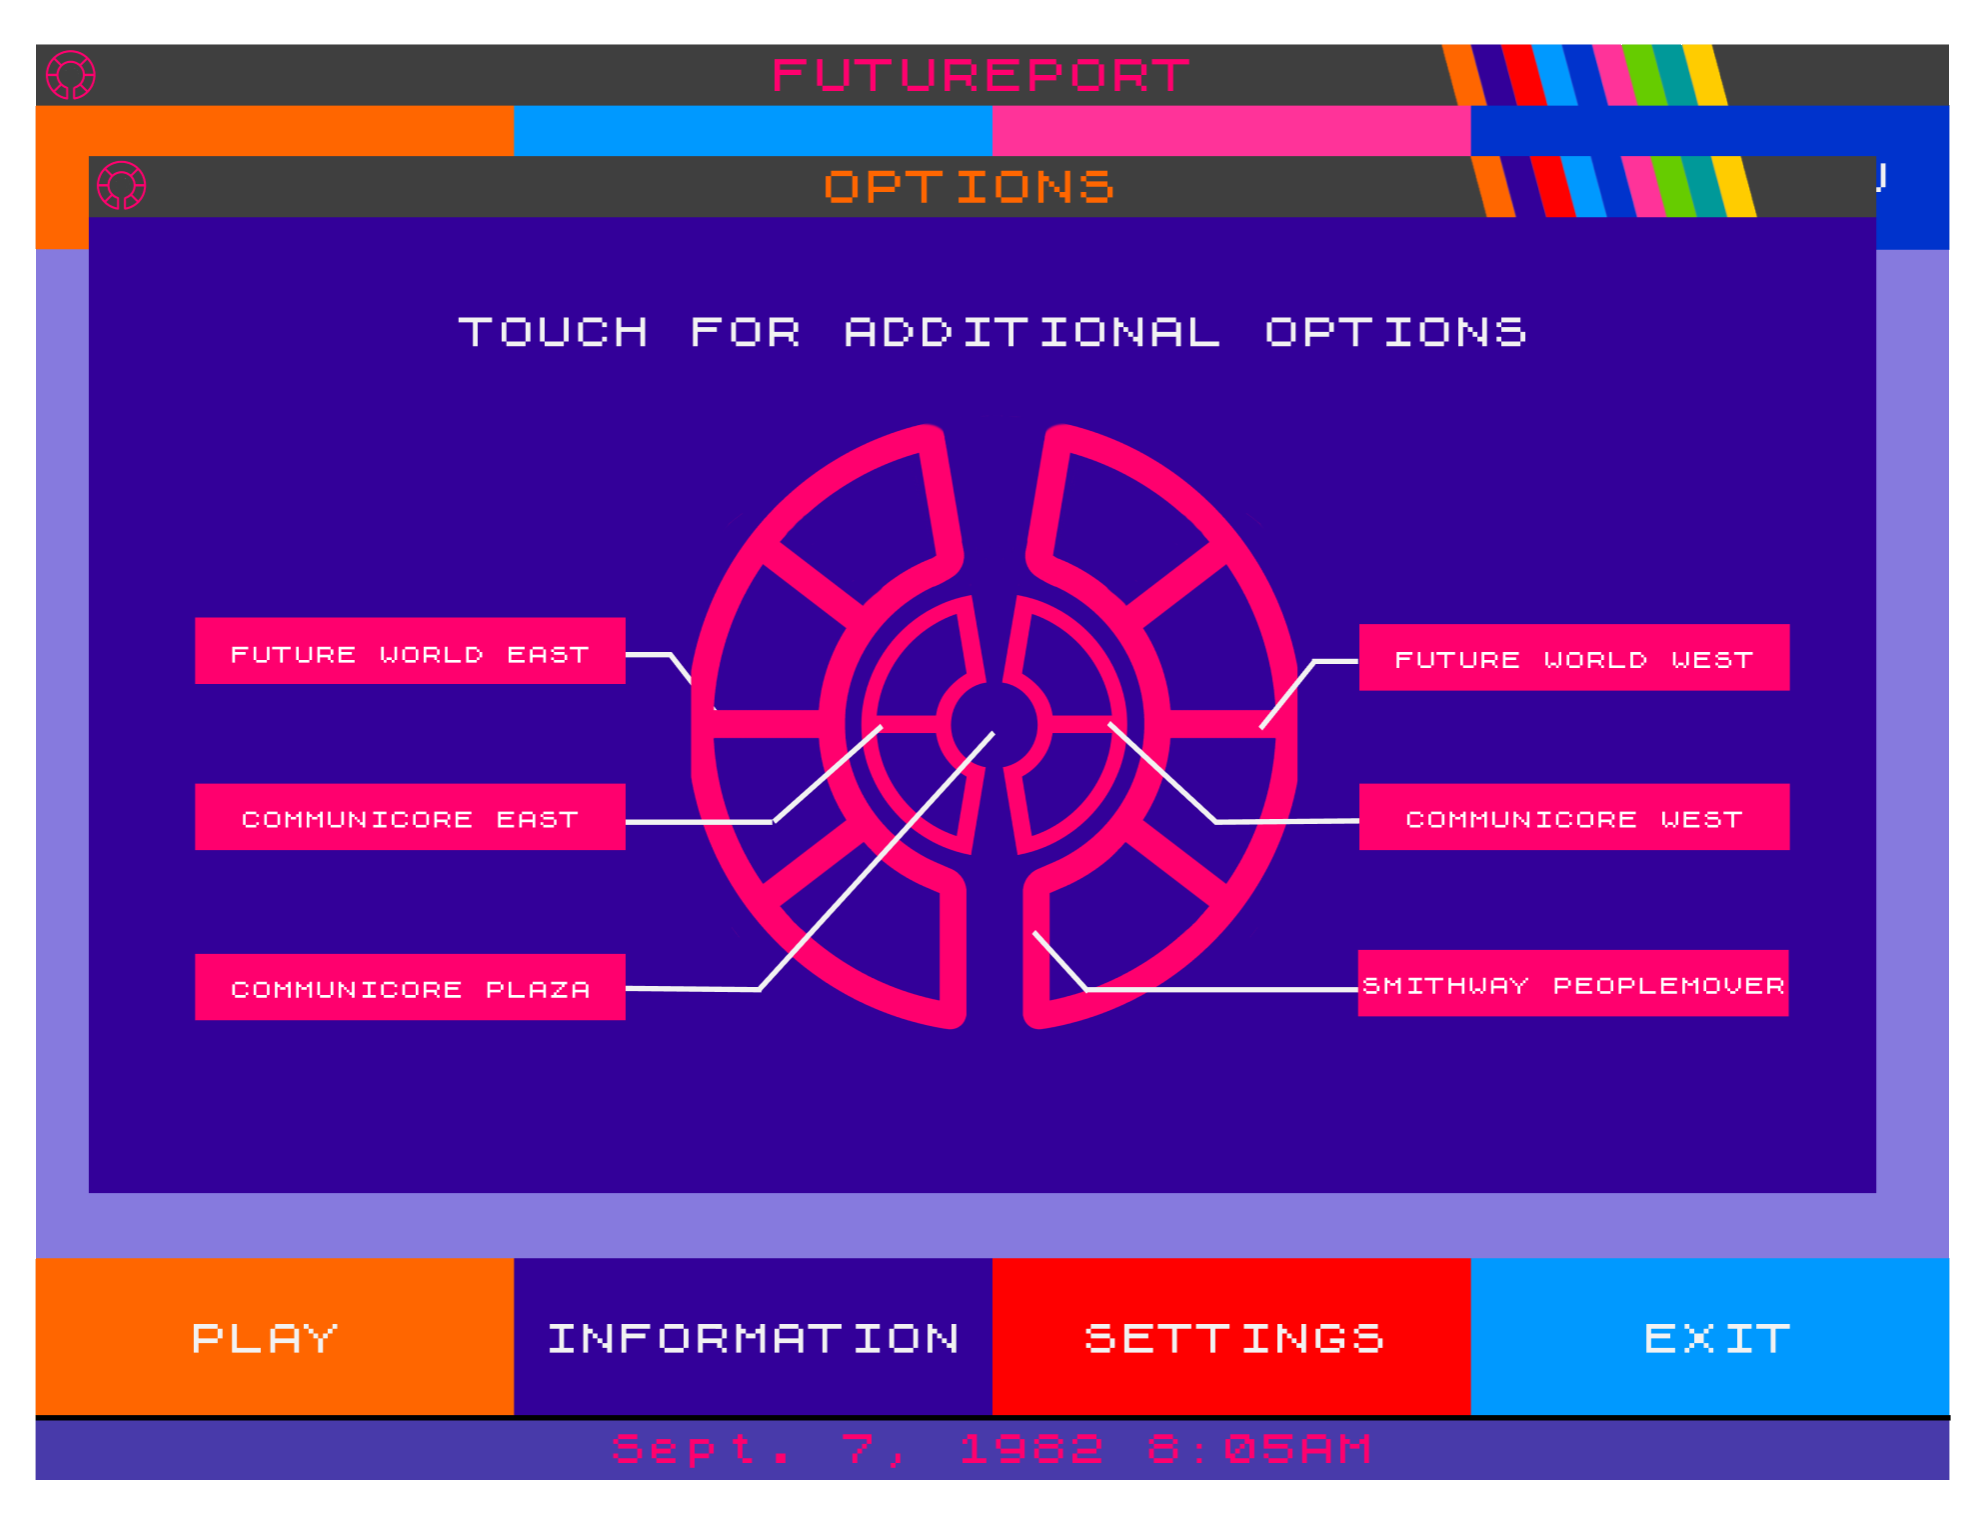 FUTUREPORT
OPTIONS
TOUCH FOR ADDITIONAL OPTIONS
FUTURE WORLD EAST
FUTURE WORLD WEST
COMMUNICORE EAST
COMMUNICORE WEST
COMMUNICORE PLAZA
SMITHWAY PEOPLEMOVER
PLAY
INFORMATION
SETTINGS
EXIT
Sept. 7, 1982 8:05AM